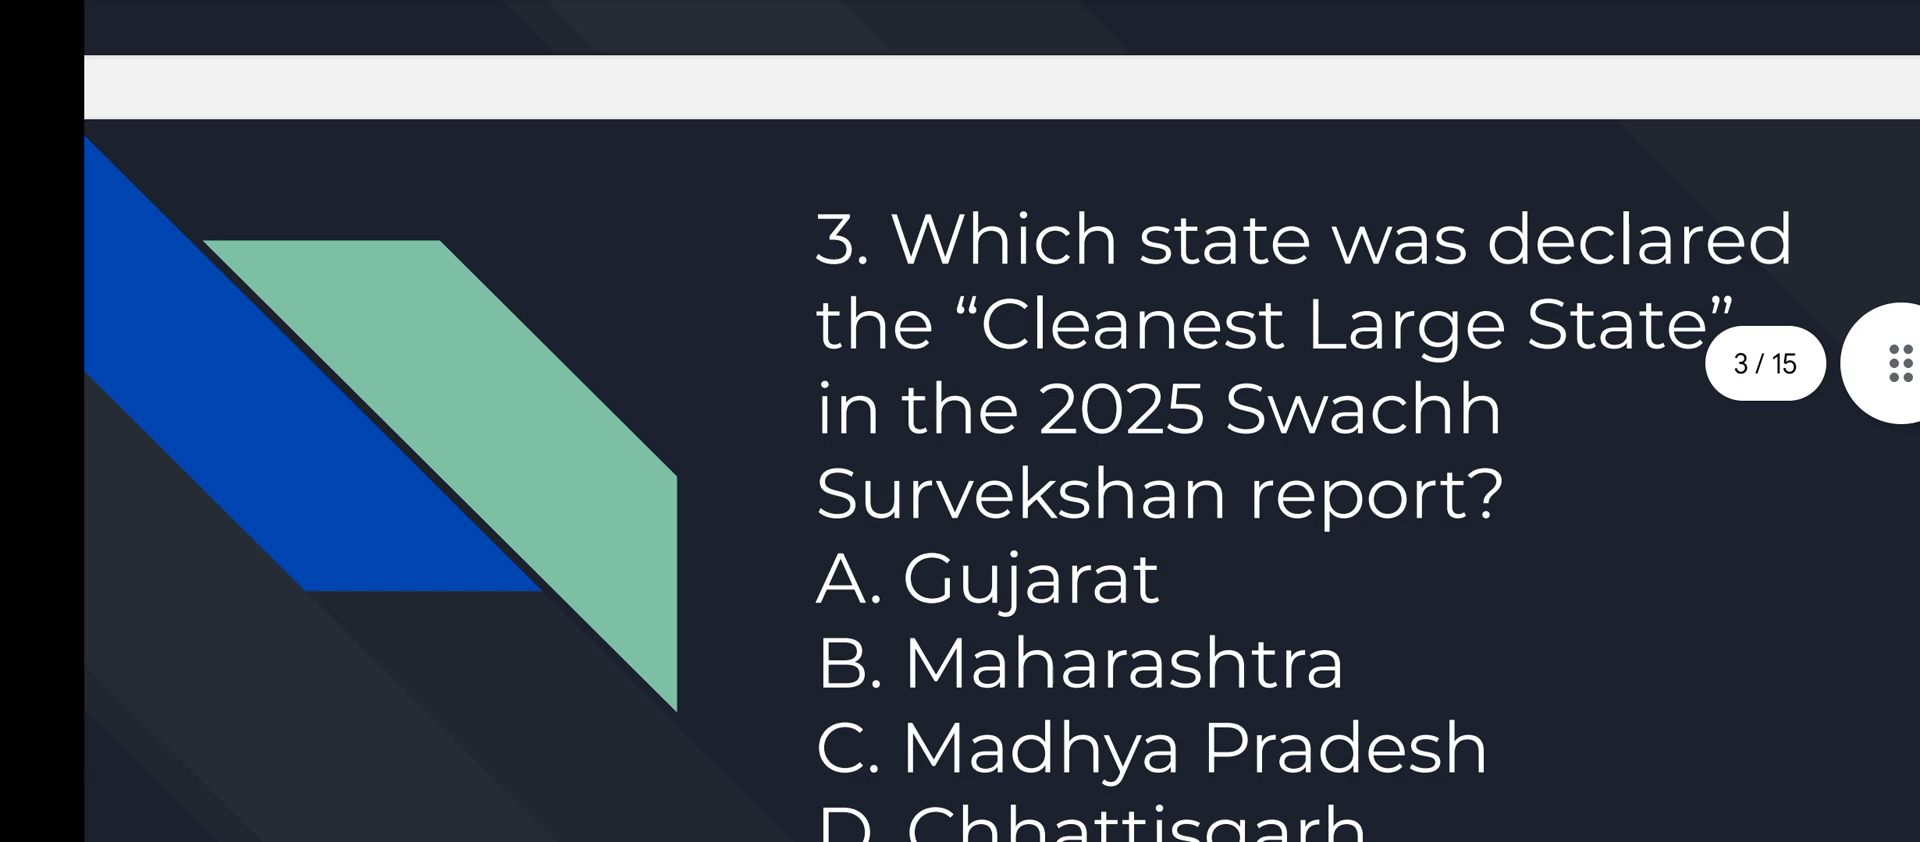 3. Which state was declared
the “Cleanest Large State”
in the 2025 Swachh
Survekshan report?
A. Gujarat
B. Maharashtra
C. Madhya Pradesh
D. Chhattisgarh
3 / 15